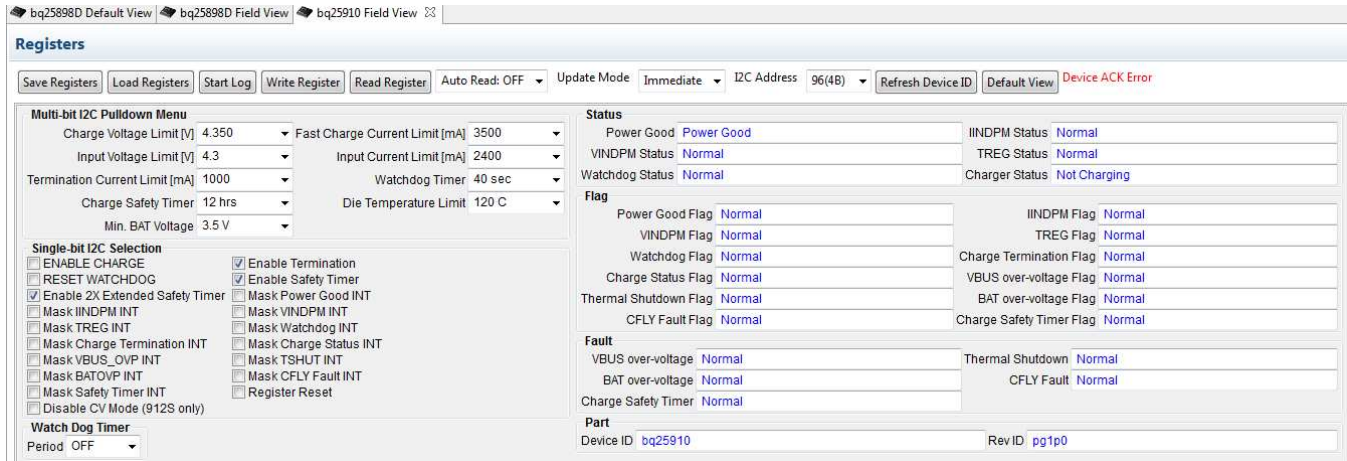 bq25898D Default View bq25898D Field View bq25910 Field View
Registers
Save Registers Load Registers Start Log Write Register Read Register Auto Read: OFF Update Mode Immediate I2C Address 96(4B) Refresh Device ID Default View Device ACK Error
Multi-bit I2C Pulldown Menu
Charge Voltage Limit [V] 4.350 Fast Charge Current Limit [mA] 3500
Input Voltage Limit [V] 4.3 Input Current Limit [mA] 2400
Termination Current Limit [mA] 1000 Watchdog Timer 40 sec
Charge Safety Timer 12 hrs Die Temperature Limit 120 C
Min. BAT Voltage 3.5 V
Single-bit I2C Selection
ENABLE CHARGE Enable Termination
RESET WATCHDOG Enable Safety Timer
Enable 2X Extended Safety Timer Mask Power Good INT
Mask IINDPM INT Mask VINDPM INT
Mask TREG INT Mask Watchdog INT
Mask Charge Termination INT Mask Charge Status INT
Mask VBUS_OVP INT Mask TSHUT INT
Mask BATOVP INT Mask CFLY Fault INT
Mask Safety Timer INT Register Reset
Disable CV Mode (912S only)
Watch Dog Timer
Period OFF
Status
Power Good Power Good IINDPM Status Normal
VINDPM Status Normal TREG Status Normal
Watchdog Status Normal Charger Status Not Charging
Flag
Power Good Flag Normal IINDPM Flag Normal
VINDPM Flag Normal TREG Flag Normal
Watchdog Flag Normal Charge Termination Flag Normal
Charge Status Flag Normal VBUS over-voltage Flag Normal
Thermal Shutdown Flag Normal BAT over-voltage Flag Normal
CFLY Fault Flag Normal Charge Safety Timer Flag Normal
Fault
VBUS over-voltage Normal Thermal Shutdown Normal
BAT over-voltage Normal CFLY Fault Normal
Charge Safety Timer Normal
Part
Device ID bq25910 Rev ID pg1p0